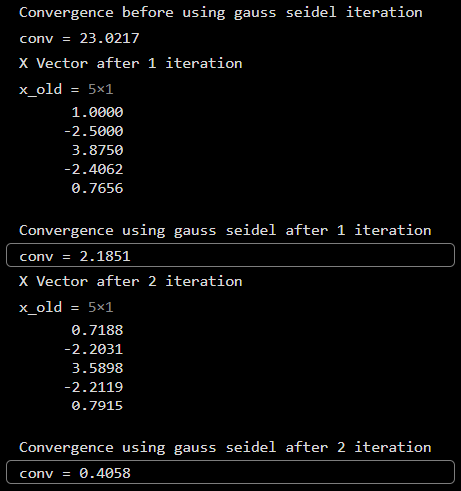 Convergence before using gauss seidel iteration
conv = 23.0217
X Vector after 1 iteration
x_old = 5×1
1.0000
-2.5000
3.8750
-2.4062
0.7656
Convergence using gauss seidel after 1 iteration
conv = 2.1851
X Vector after 2 iteration
x_old = 5×1
0.7188
-2.2031
3.5898
-2.2119
0.7915
Convergence using gauss seidel after 2 iteration
conv = 0.4058